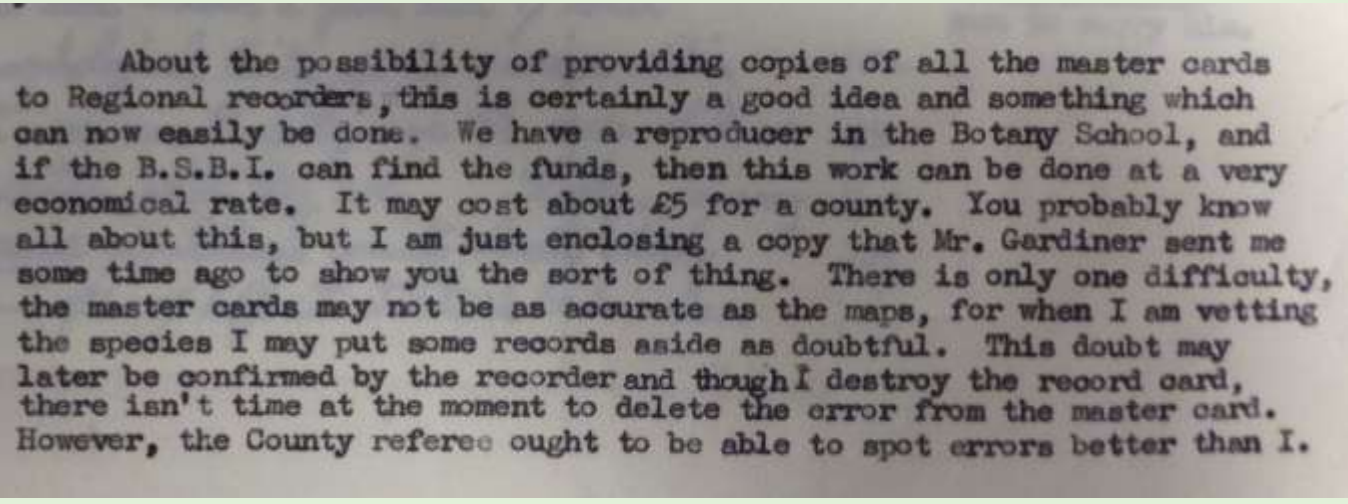 About the possibility of providing copies of all the master cards
to Regional recorders, this is certainly a good idea and something which
can now easily be done. We have a reproducer in the Botany School, and
if the B.S.B.I. can find the funds, then this work can be done at a very
economical rate. It may cost about £5 for a county. You probably know
all about this, but I am just enclosing a copy that Mr. Gardiner sent me
some time ago to show you the sort of thing. There is only one difficulty,
the master cards may not be as accurate as the maps, for when I am vetting
the species I may put some records aside as doubtful. This doubt may
later be confirmed by the recorder and though I destroy the record card,
there isn't time at the moment to delete the error from the master card.
However, the County referee ought to be able to spot errors better than I.